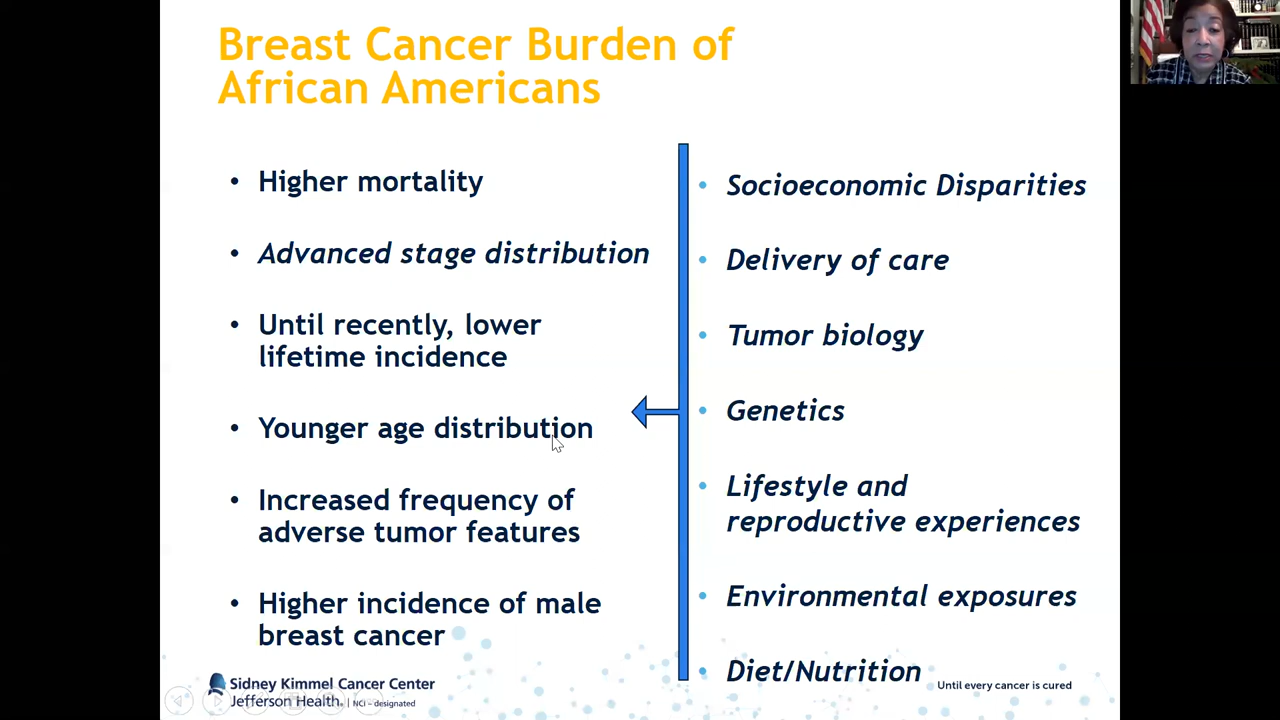 Breast Cancer Burden of
African Americans
• Higher mortality
• Advanced stage distribution
• Until recently, lower
lifetime incidence
• Younger age distribution
• Increased frequency of
adverse tumor features
• Higher incidence of male
breast cancer
• Socioeconomic Disparities
• Delivery of care
• Tumor biology
• Genetics
• Lifestyle and
reproductive experiences
• Environmental exposures
• Diet/Nutrition
Sidney Kimmel Cancer Center
Jefferson Health. | NCI – designated
Until every cancer is cured